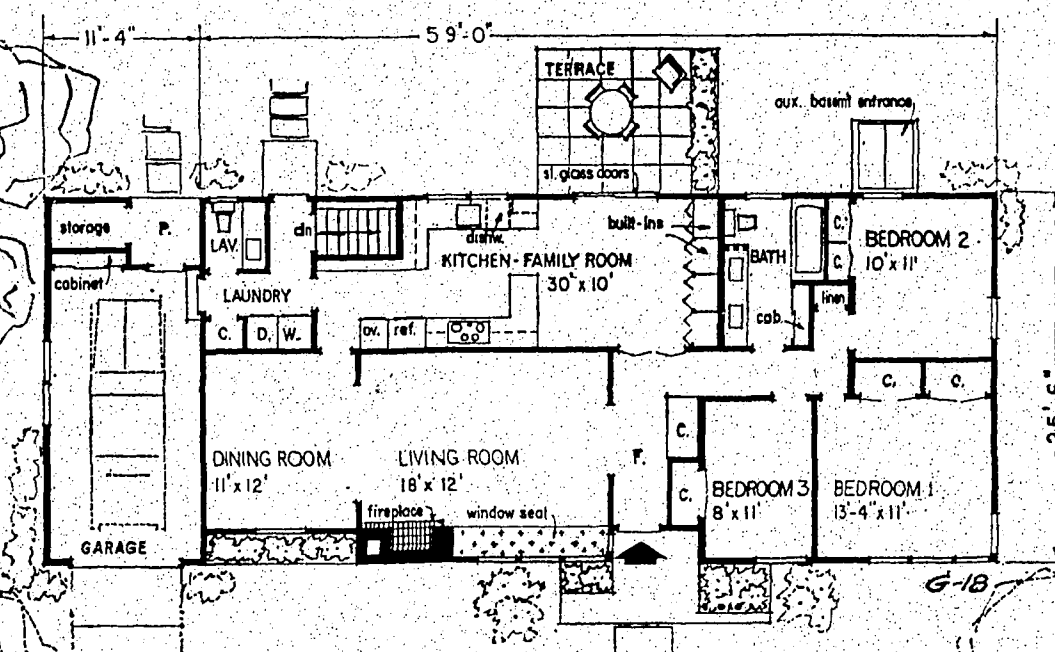 11'-4"
59'-0"
TERRACE
aux. basem't entrance
sl. glass doors
storage
P.
LAV.
dn
dishw.
built-ins
BATH
C.
C.
BEDROOM 2
10' x 11'
KITCHEN - FAMILY ROOM
30' x 10'
cabinet
LAUNDRY
linen
cab.
C.
D.
W.
ov.
ref.
C.
C.
C.
C.
F.
DINING ROOM
11' x 12'
LIVING ROOM
18' x 12'
BEDROOM 3
8' x 11'
BEDROOM 1
13'-4" x 11'
fireplace
window seat
GARAGE
G-18